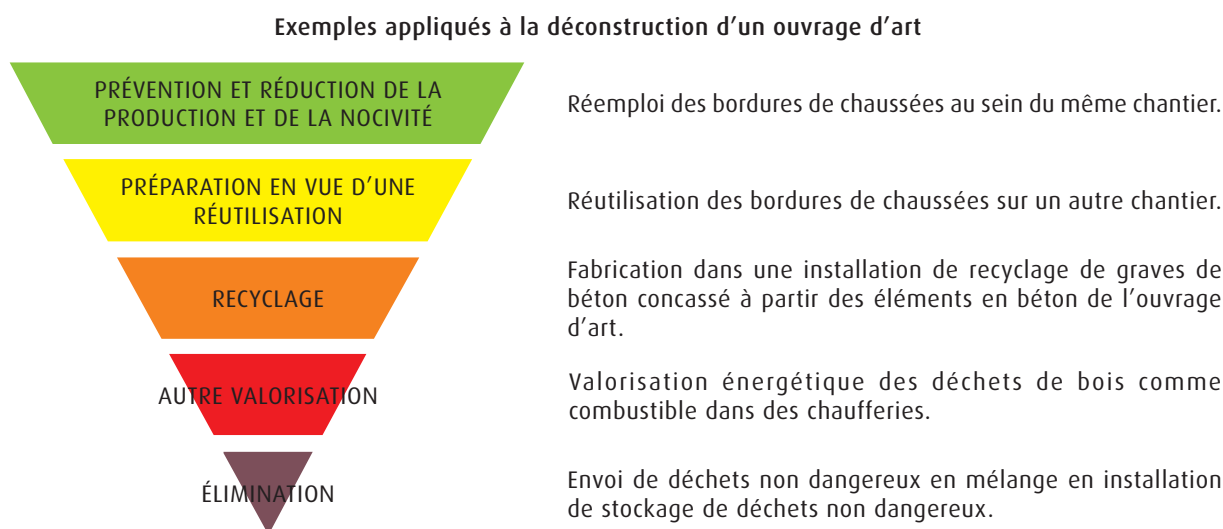 Exemples appliqués à la déconstruction d’un ouvrage d’art
PRÉVENTION ET RÉDUCTION DE LA
PRODUCTION ET DE LA NOCIVITÉ
Réemploi des bordures de chaussées au sein du même chantier.
PRÉPARATION EN VUE D’UNE
RÉUTILISATION
Réutilisation des bordures de chaussées sur un autre chantier.
RECYCLAGE
Fabrication dans une installation de recyclage de graves de
béton concassé à partir des éléments en béton de l’ouvrage
d’art.
AUTRE VALORISATION
Valorisation énergétique des déchets de bois comme
combustible dans des chaufferies.
ÉLIMINATION
Envoi de déchets non dangereux en mélange en installation
de stockage de déchets non dangereux.